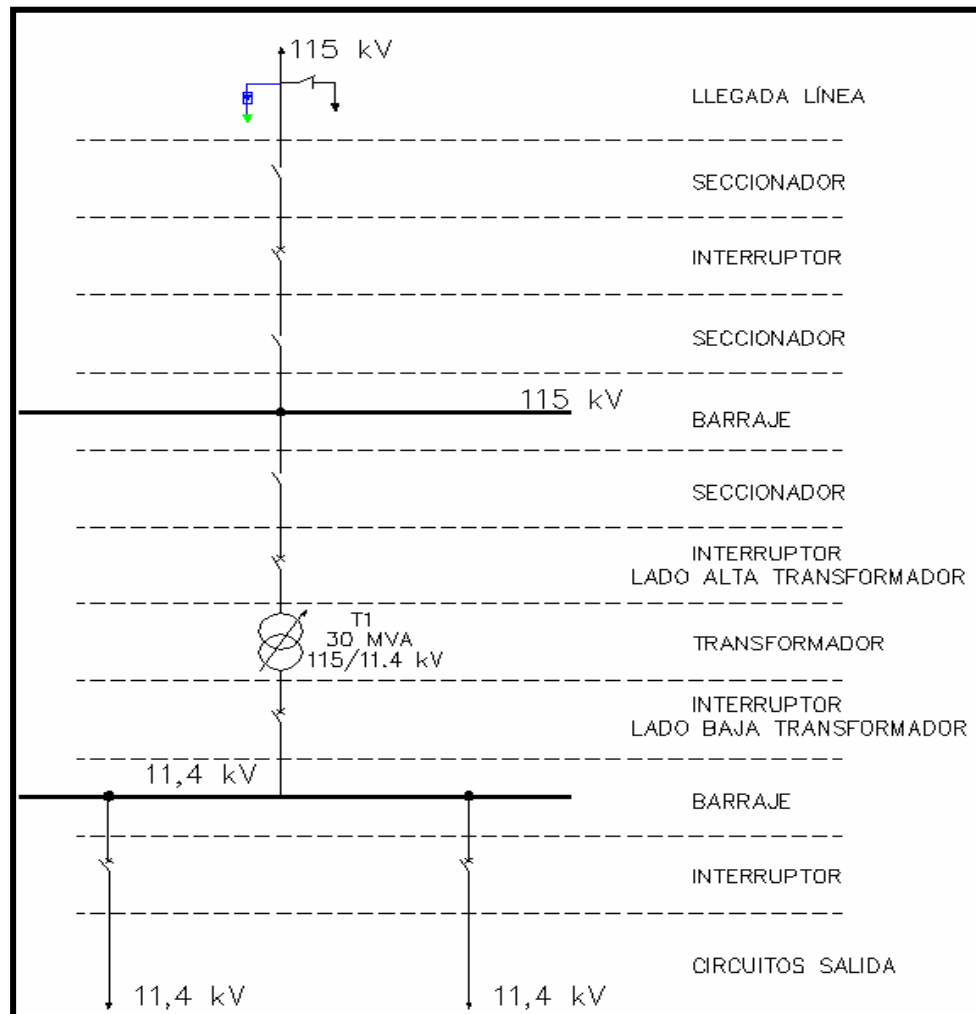 115 kV
LLEGADA LÍNEA
SECCIONADOR
INTERRUPTOR
SECCIONADOR
115 kV
BARRAJE
SECCIONADOR
INTERRUPTOR
LADO ALTA TRANSFORMADOR
T1
30 MVA
115/11.4 kV
TRANSFORMADOR
INTERRUPTOR
LADO BAJA TRANSFORMADOR
11,4 kV
BARRAJE
INTERRUPTOR
CIRCUITOS SALIDA
11,4 kV
11,4 kV